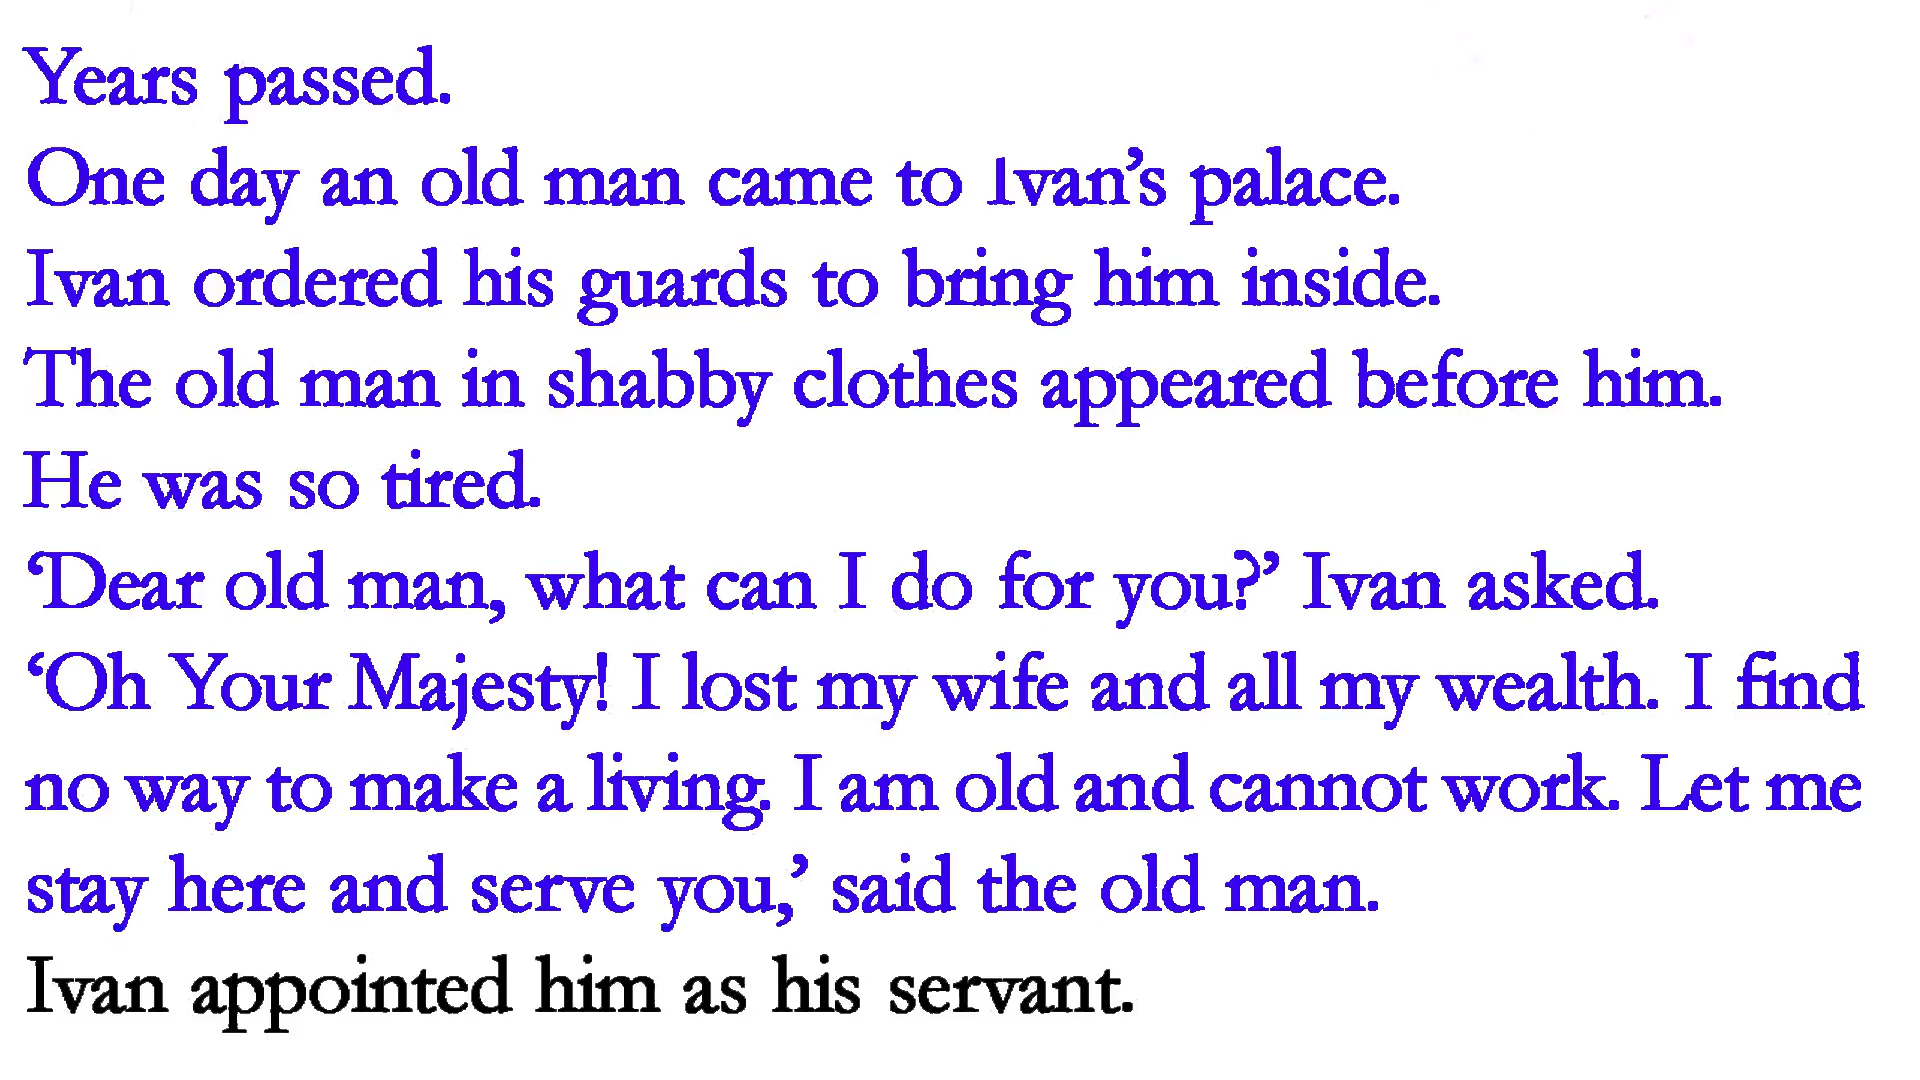 Years passed.
One day an old man came to Ivan’s palace.
Ivan ordered his guards to bring him inside.
The old man in shabby clothes appeared before him.
He was so tired.
‘Dear old man, what can I do for you?’ Ivan asked.
‘Oh Your Majesty! I lost my wife and all my wealth. I find
no way to make a living. I am old and cannot work. Let me
stay here and serve you,’ said the old man.
Ivan appointed him as his servant.